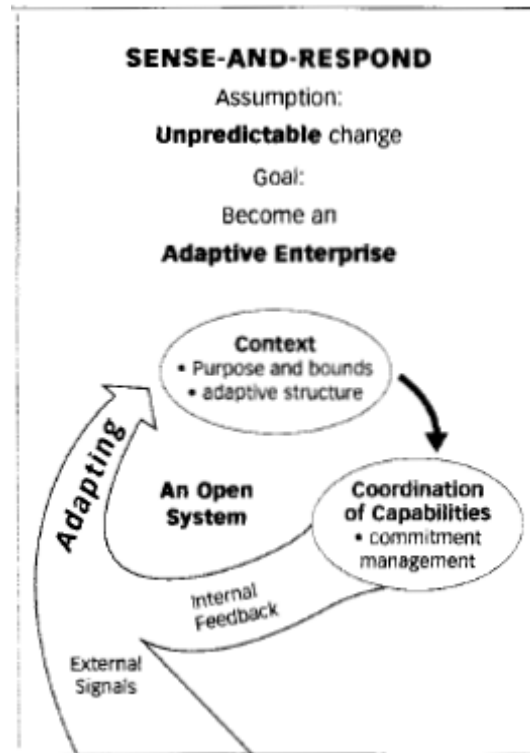 SENSE-AND-RESPOND
Assumption:
Unpredictable change
Goal:
Become an
Adaptive Enterprise
Context
• Purpose and bounds
• adaptive structure
Adapting
An Open
System
Coordination
of Capabilities
• commitment
management
Internal
Feedback
External
Signals